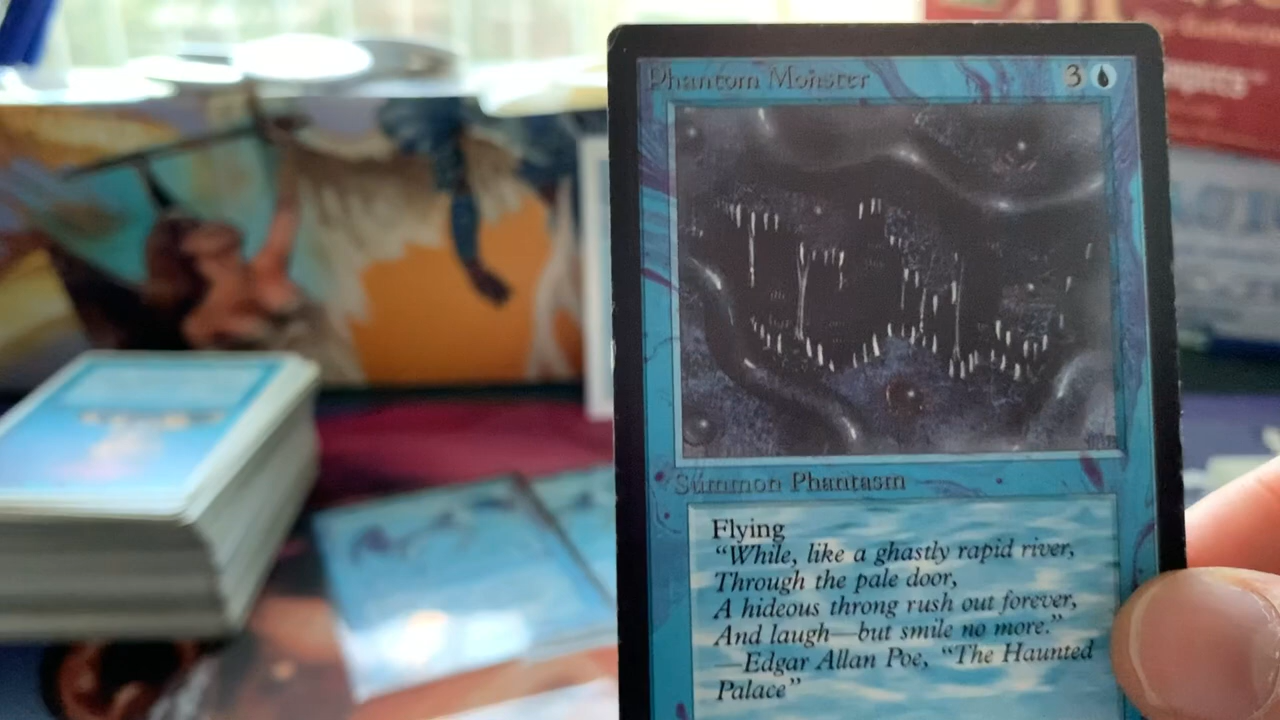 Phantom Monster 3
Summon Phantasm
Flying
"While, like a ghastly rapid river,
Through the pale door,
A hideous throng rush out forever,
And laugh—but smile no more."
—Edgar Allan Poe, "The Haunted
Palace"